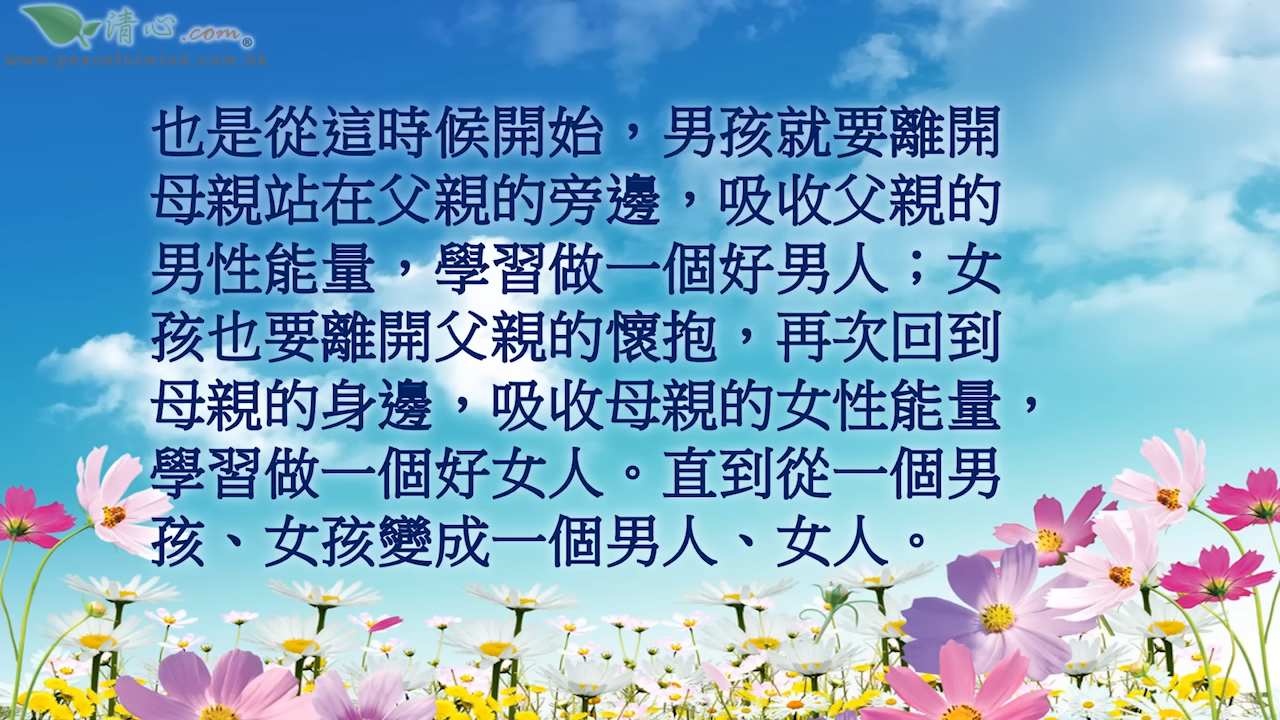 清心.com®
www.peacefulmind.com.hk
也是從這時候開始，男孩就要離開
母親站在父親的旁邊，吸收父親的
男性能量，學習做一個好男人；女
孩也要離開父親的懷抱，再次回到
母親的身邊，吸收母親的女性能量，
學習做一個好女人。直到從一個男
孩、女孩變成一個男人、女人。